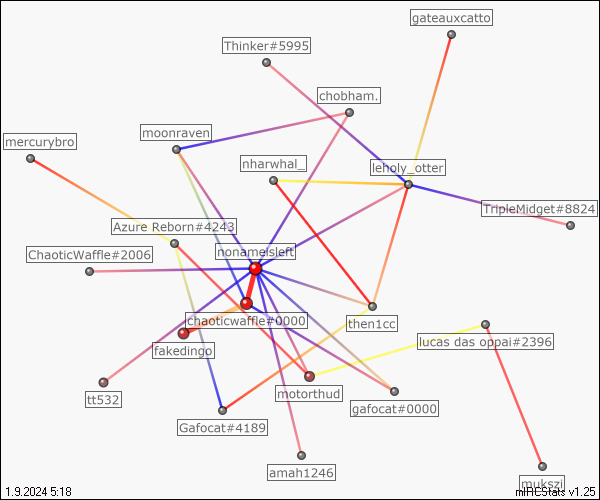 gateauxcatto
Thinker#5995
chobham.
moonraven
mercurybro
nharwhal_
leholy_otter
TripleMidget#8824
Azure Reborn#4243
nonameisleft
ChaoticWaffle#2006
chaoticwaffle#0000
then1cc
lucas das oppai#2396
fakedingo
motorthud
tt532
gafocat#0000
Gafocat#4189
amah1246
mukszi
1.9.2024 5:18
mIRCStats v1.25